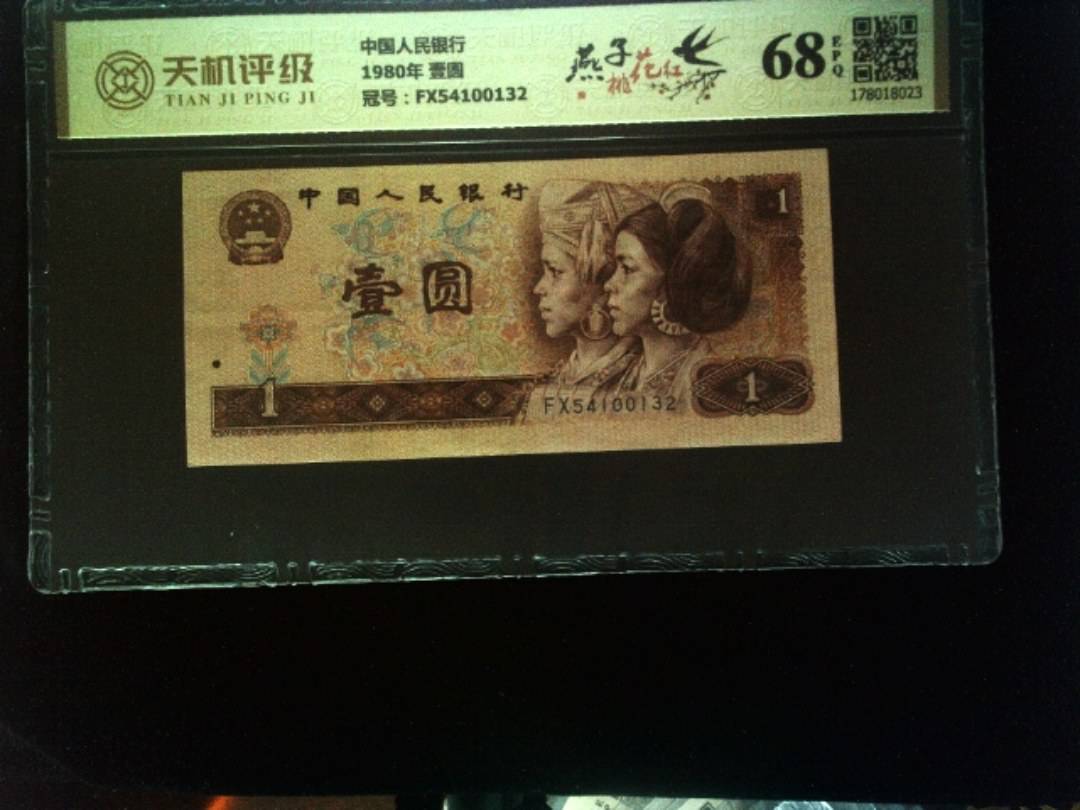 天机评级
TIAN JI PING JI
中国人民银行
1980年 壹圆
冠号：FX54100132
燕子
桃花红
68
EPQ
178018023
中国人民银行
1
壹圆
1
FX54100132
1